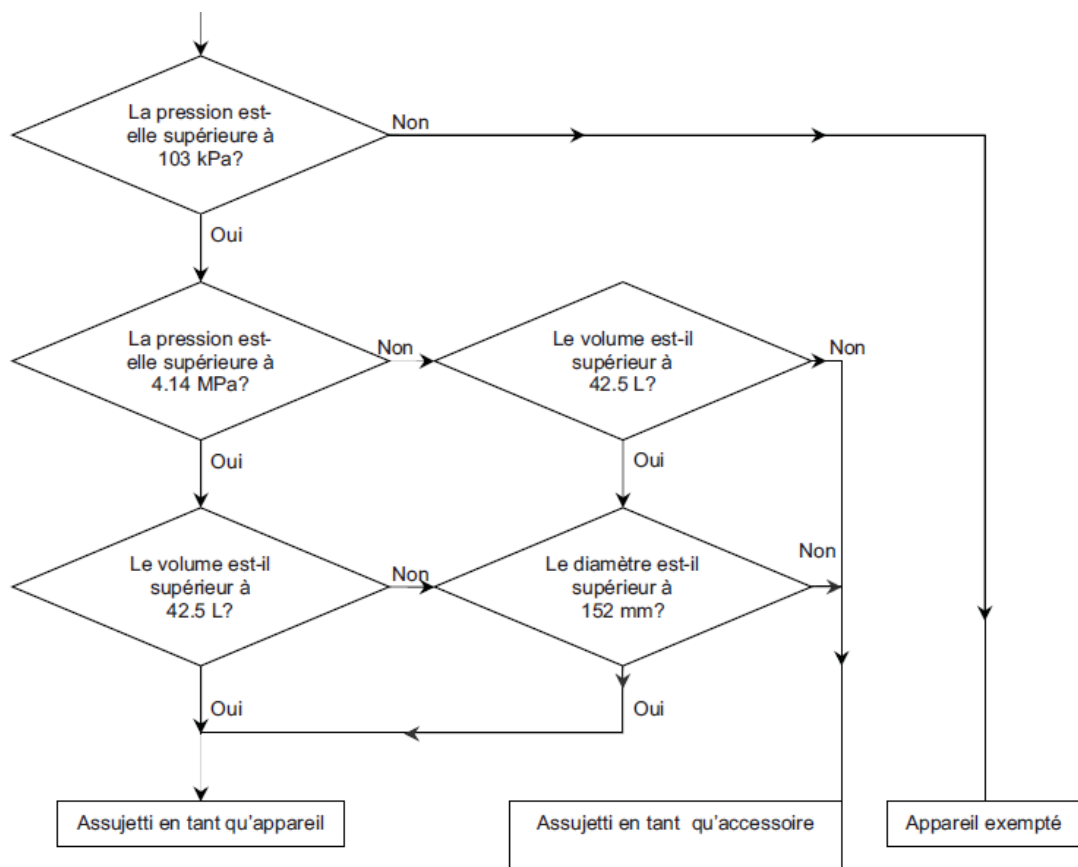 La pression est-
elle supérieure à
103 kPa?
Non
Oui
La pression est-
elle supérieure à
4.14 MPa?
Non
Le volume est-il
supérieur à
42.5 L?
Non
Oui
Oui
Le volume est-il
supérieur à
42.5 L?
Non
Le diamètre est-il
supérieur à
152 mm?
Non
Oui
Oui
Assujetti en tant qu'appareil
Assujetti en tant qu'accessoire
Appareil exempté